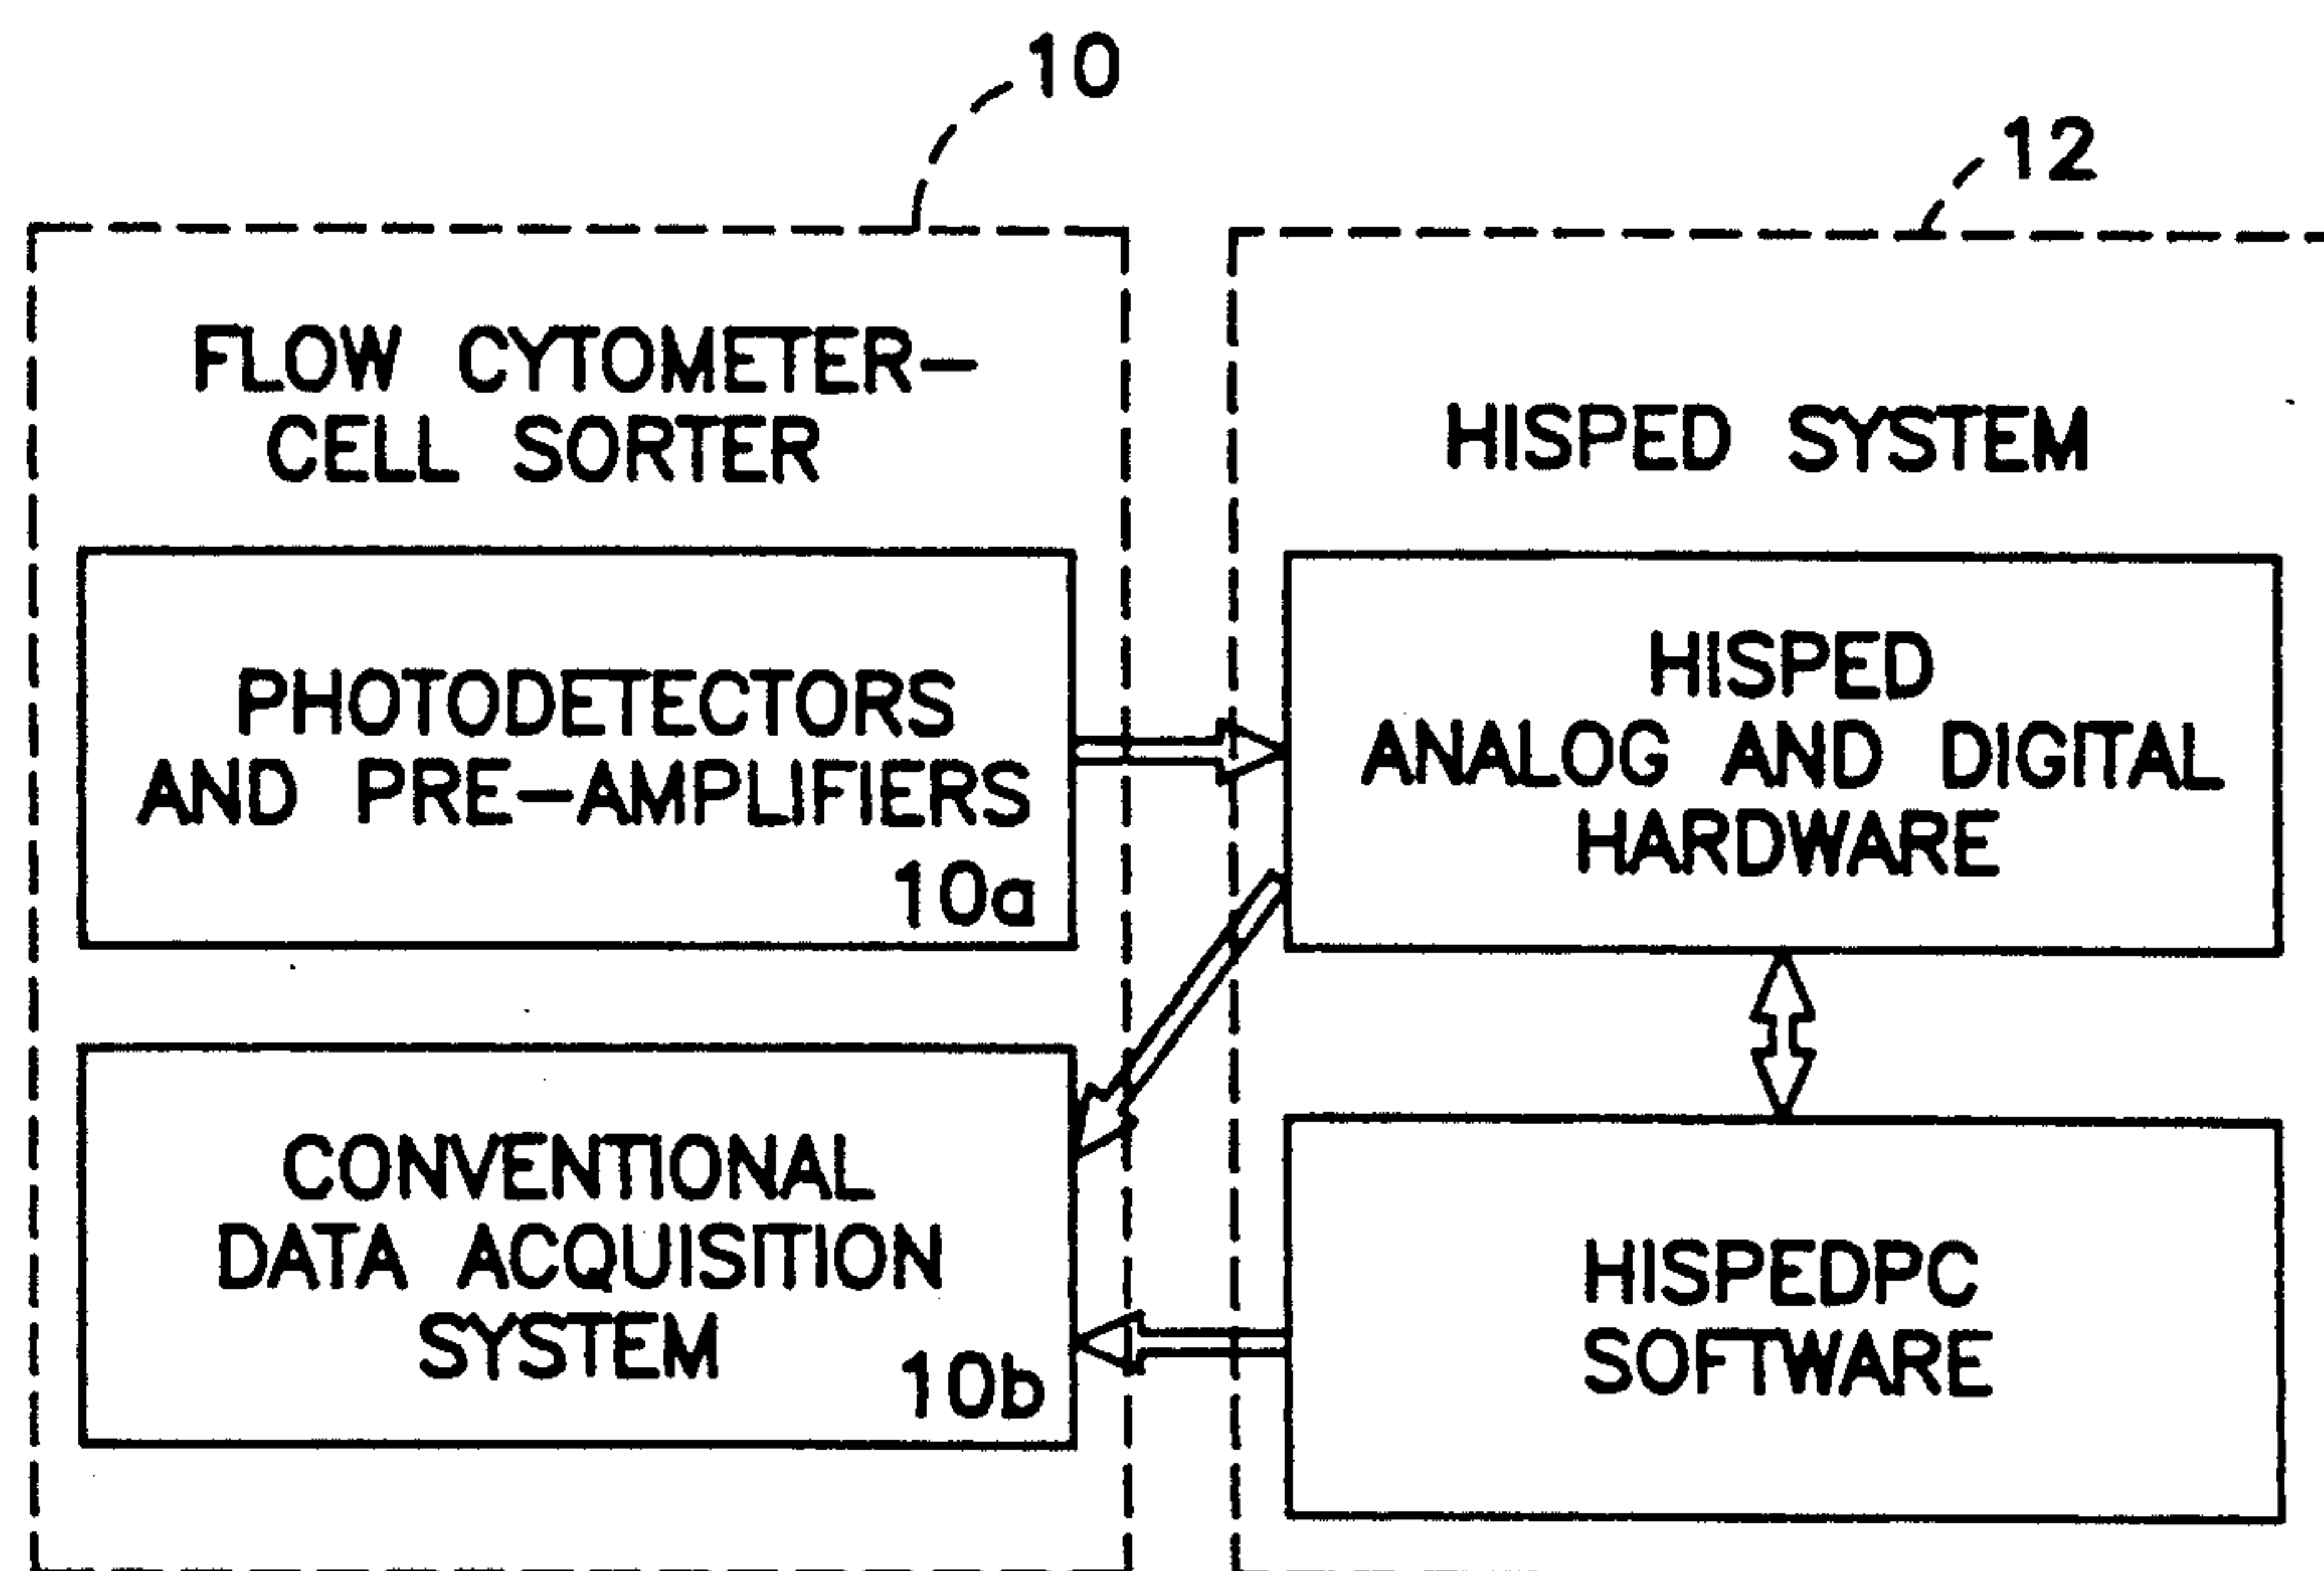 10
12
FLOW CYTOMETER-
CELL SORTER
HISPED SYSTEM
PHOTODETECTORS
AND PRE-AMPLIFIERS
10a
HISPED
ANALOG AND DIGITAL
HARDWARE
CONVENTIONAL
DATA ACQUISITION
SYSTEM
10b
HISPEDPC
SOFTWARE